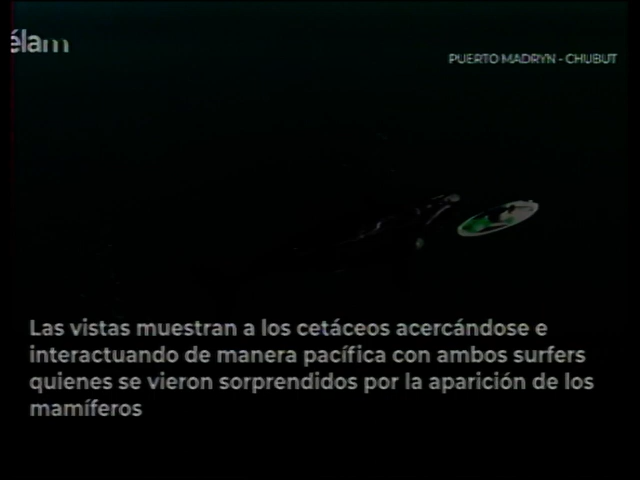 élam
PUERTO MADRYN - CHUBUT
Las vistas muestran a los cetáceos acercándose e
interactuando de manera pacífica con ambos surfers
quienes se vieron sorprendidos por la aparición de los
mamíferos